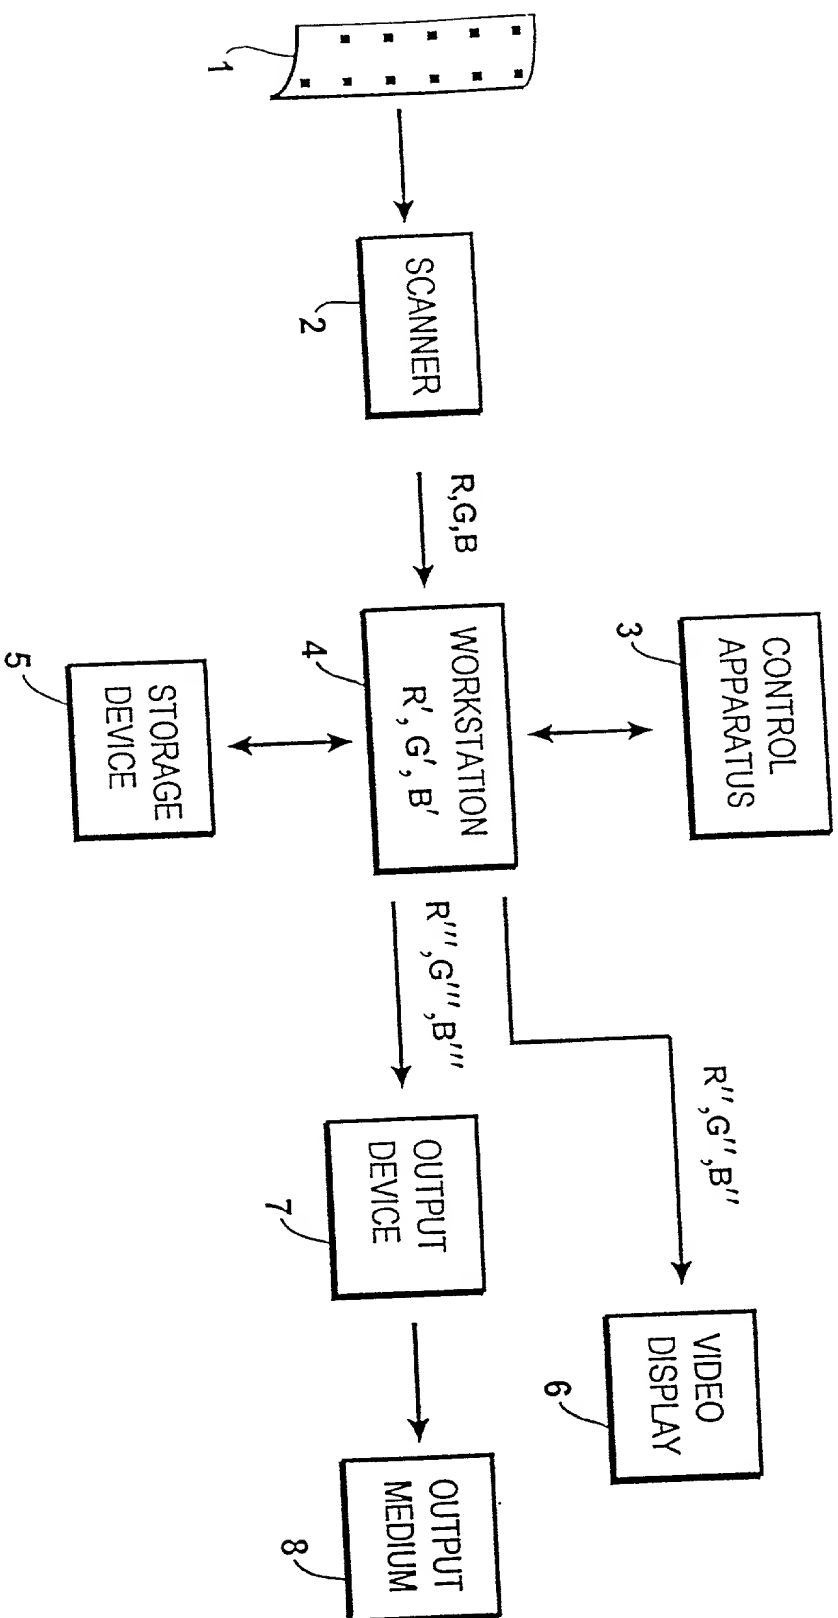 1
SCANNER
2
R,G,B
CONTROL
APPARATUS
3
WORKSTATION
R′,G′,B′
4
STORAGE
DEVICE
5
R″,G″,B″
VIDEO
DISPLAY
6
R‴,G‴,B‴
OUTPUT
DEVICE
7
OUTPUT
MEDIUM
8